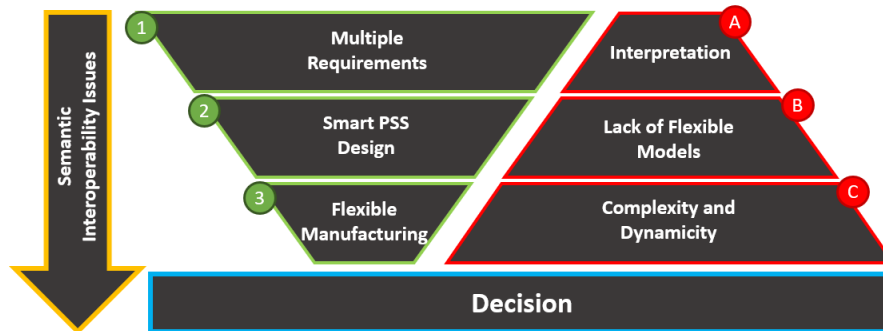 Semantic
Interoperability Issues
1
Multiple
Requirements
A
Interpretation
2
Smart PSS
Design
B
Lack of Flexible
Models
3
Flexible
Manufacturing
C
Complexity and
Dynamicity
Decision